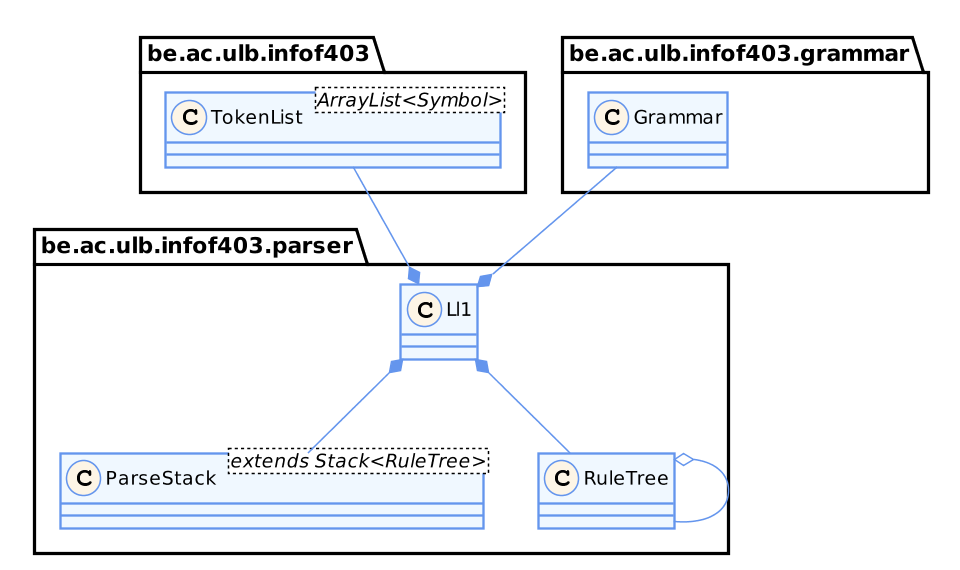 be.ac.ulb.infof403
be.ac.ulb.infof403.grammar
ArrayList<Symbol>
C TokenList
C Grammar
be.ac.ulb.infof403.parser
C Ll1
extends Stack<RuleTree>
C ParseStack
C RuleTree